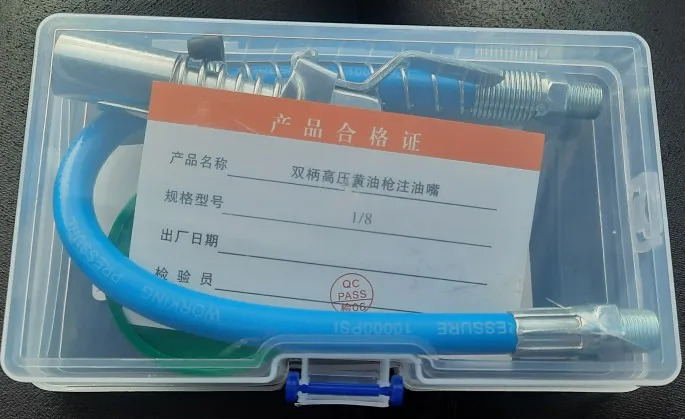 产品合格证
产品名称 双柄高压黄油枪注油嘴
规格型号 1/8
出厂日期
检验员
QC
PASS
检06
WORKING PRESSURE 10000PSI
PRESSURE